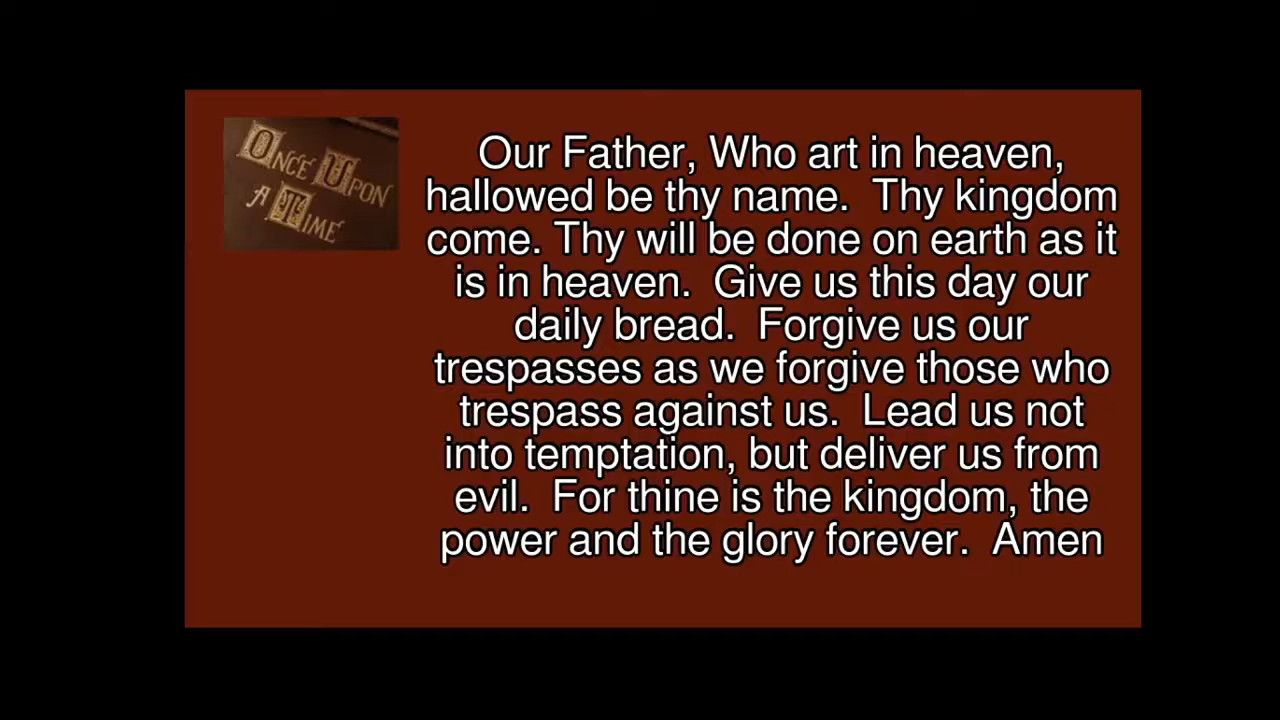 ONCE UPON
A TIME
Our Father, Who art in heaven,
hallowed be thy name.  Thy kingdom
come. Thy will be done on earth as it
is in heaven.  Give us this day our
daily bread.  Forgive us our
trespasses as we forgive those who
trespass against us.  Lead us not
into temptation, but deliver us from
evil.  For thine is the kingdom, the
power and the glory forever.  Amen